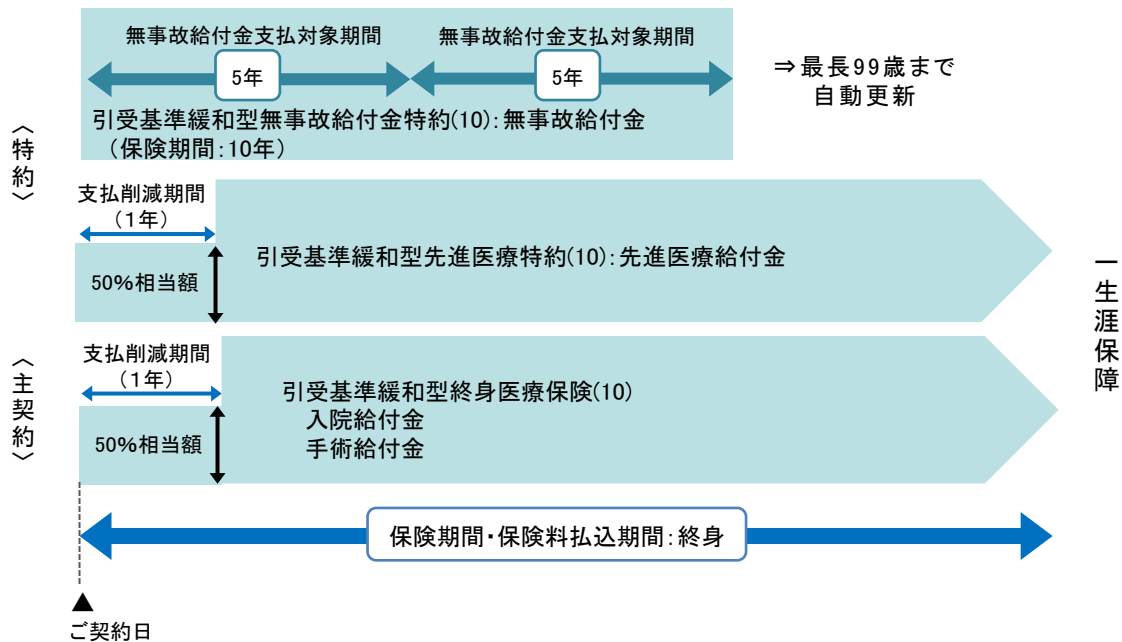 無事故給付金支払対象期間
無事故給付金支払対象期間
5年
5年
⇒最長99歳まで
自動更新
引受基準緩和型無事故給付金特約(10):無事故給付金
(保険期間:10年)
〈特約〉
支払削減期間
(1年)
50%相当額
引受基準緩和型先進医療特約(10):先進医療給付金
一生涯保障
〈主契約〉
支払削減期間
(1年)
50%相当額
引受基準緩和型終身医療保険(10)
入院給付金
手術給付金
保険期間・保険料払込期間:終身
▲
ご契約日